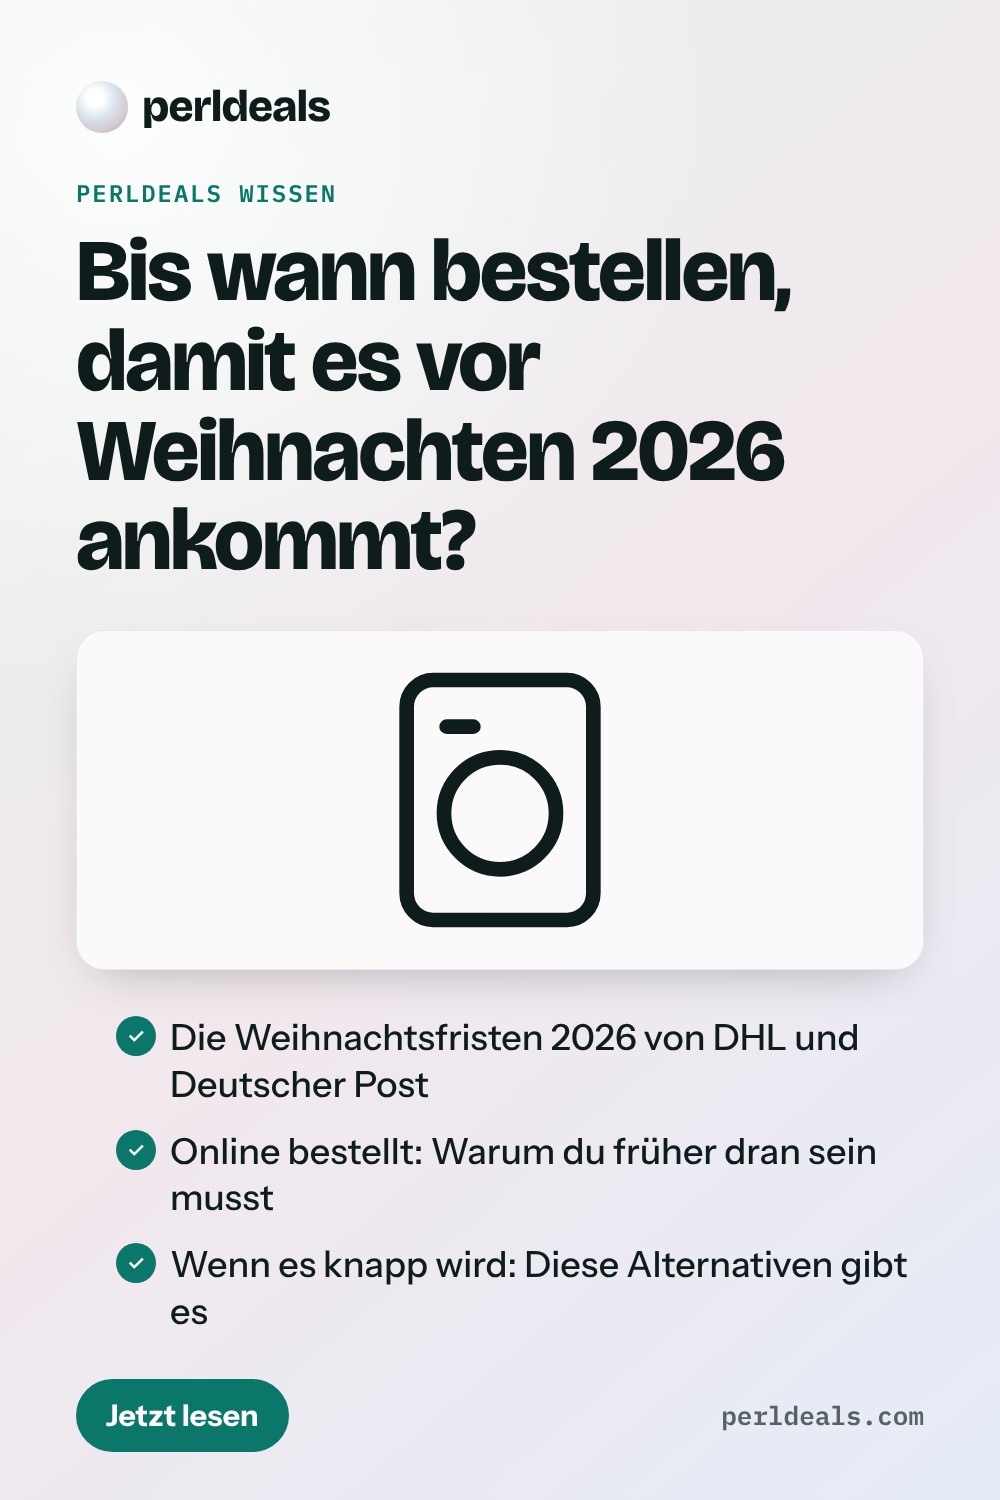 perldeals
PERLDEALS WISSEN
Bis wann bestellen,
damit es vor
Weihnachten 2026
ankommt?
Die Weihnachtsfristen 2026 von DHL und
Deutscher Post
Online bestellt: Warum du früher dran sein
musst
Wenn es knapp wird: Diese Alternativen gibt
es
Jetzt lesen
perldeals.com